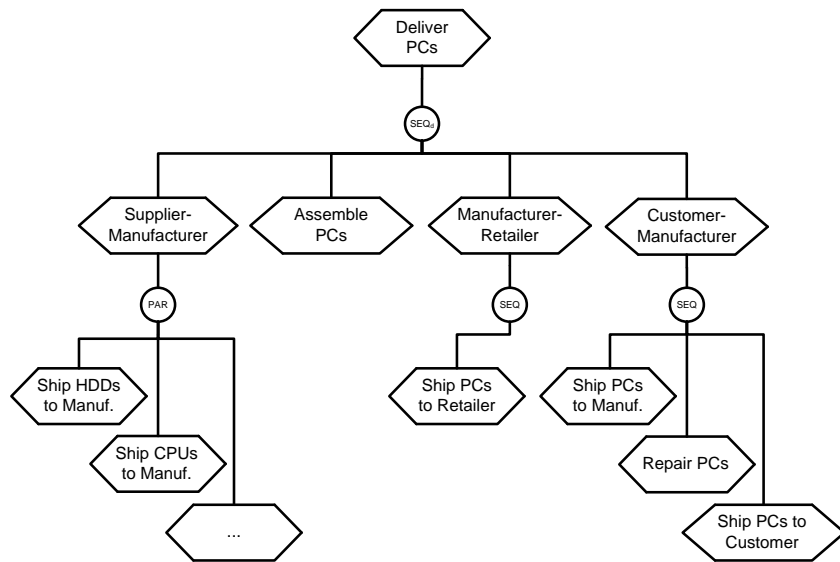 Deliver
PCs
SEQd
Supplier-
Manufacturer
Assemble
PCs
Manufacturer-
Retailer
Customer-
Manufacturer
PAR
SEQ
SEQ
Ship HDDs
to Manuf.
Ship PCs
to Retailer
Ship PCs
to Manuf.
Ship CPUs
to Manuf.
Repair PCs
...
Ship PCs to
Customer